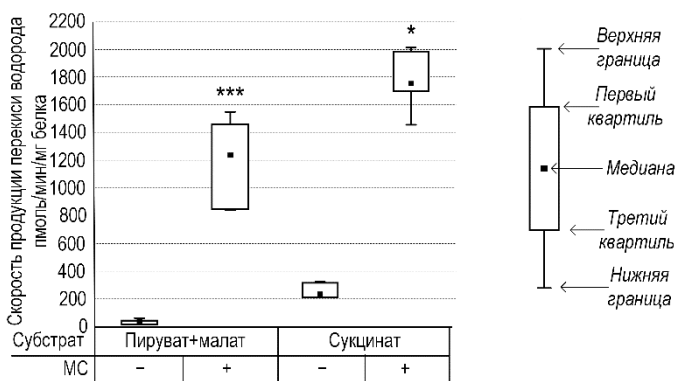 Скорость продукции перекиси водорода
пмоль/мин/мг белка
2200
2000
1800
1600
1400
1200
1000
800
600
400
200
0
***
*
Субстрат Пируват+малат Сукцинат
МС – + – +
Верхняя
граница
Первый
квартиль
Медиана
Третий
квартиль
Нижняя
граница